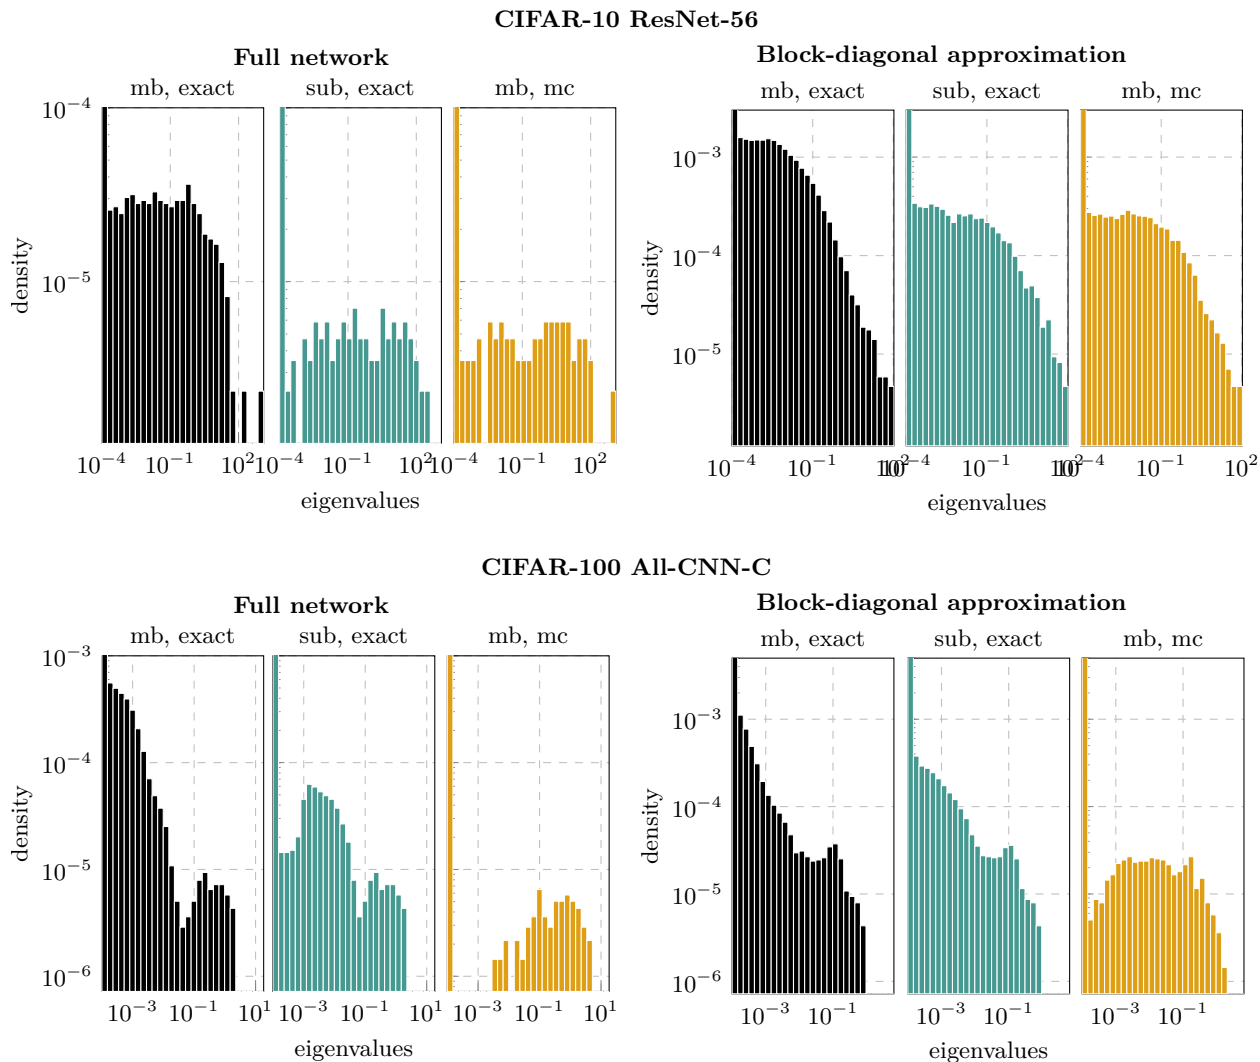 CIFAR-10 ResNet-56
Full network
Block-diagonal approximation
mb, exact
sub, exact
mb, mc
mb, exact
sub, exact
mb, mc
10^−4
10^−5
density
10^−3
10^−4
10^−5
density
10^−4 10^−1 10^2 10^−4 10^−1 10^2 10^−4 10^−1 10^2
eigenvalues
10^−4 10^−1 10^2 10^−4 10^−1 10^2 10^−4 10^−1 10^2
eigenvalues
CIFAR-100 All-CNN-C
Full network
Block-diagonal approximation
mb, exact
sub, exact
mb, mc
mb, exact
sub, exact
mb, mc
10^−3
10^−4
10^−5
10^−6
density
10^−3
10^−4
10^−5
10^−6
density
10^−3 10^−1 10^1 10^−3 10^−1 10^1 10^−3 10^−1 10^1
eigenvalues
10^−3 10^−1 10^−3 10^−1 10^−3 10^−1
eigenvalues